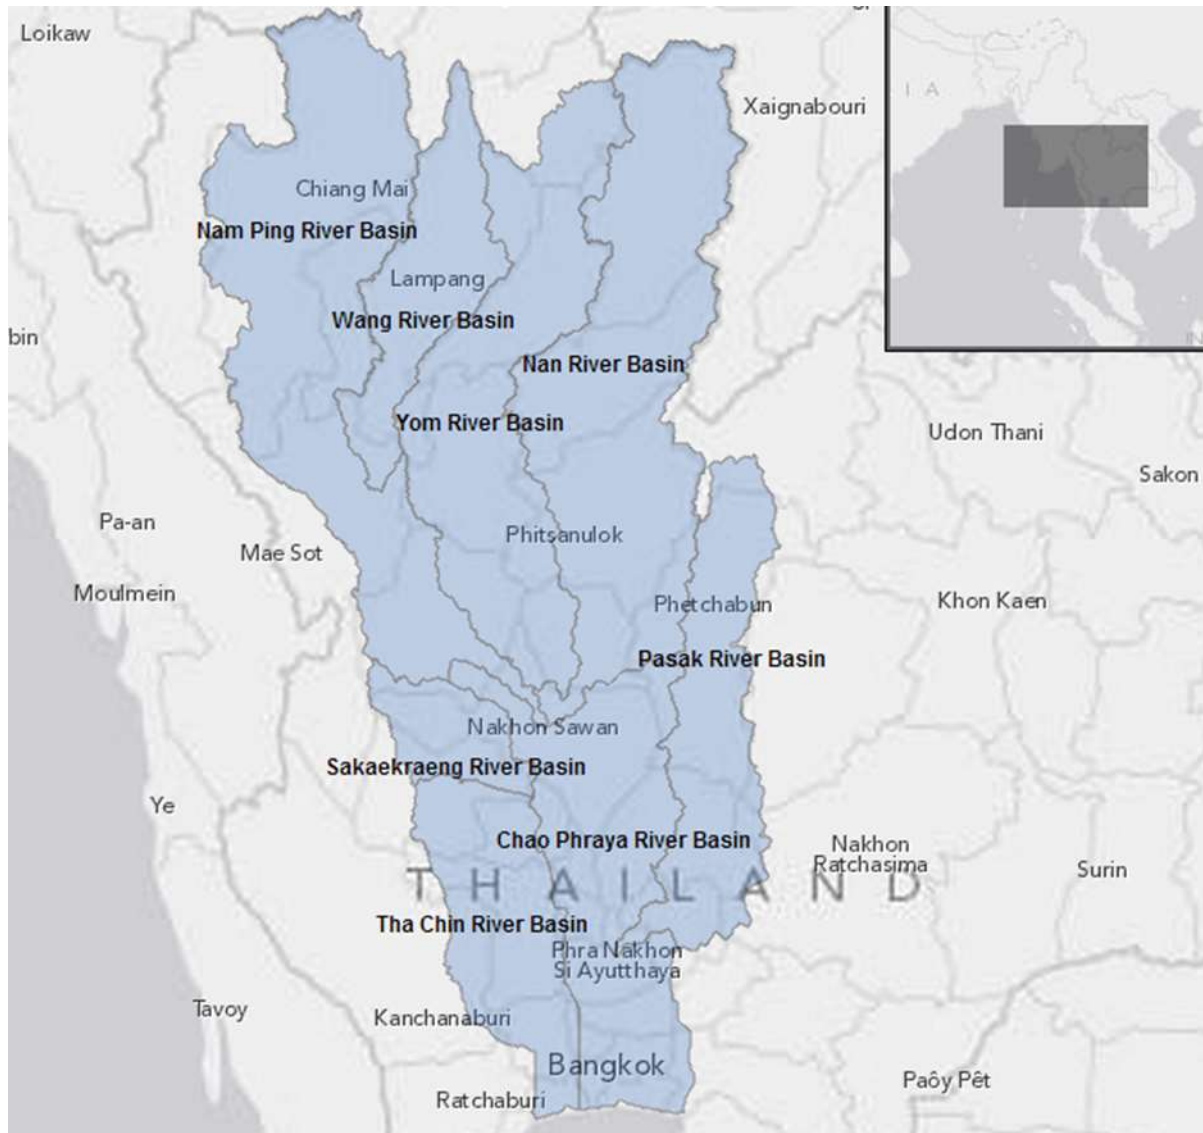 Loikaw
Xaignabouri
I A
Chiang Mai
Nam Ping River Basin
Lampang
Wang River Basin
bin
Nan River Basin
Yom River Basin
Udon Thani
Sakon
Pa-an
Phitsanulok
Mae Sot
Moulmein
Phetchabun
Khon Kaen
Pasak River Basin
Nakhon Sawan
Sakaekraeng River Basin
Ye
Chao Phraya River Basin
Nakhon
Ratchasima
Surin
THAILAND
Tha Chin River Basin
Phra Nakhon
Si Ayutthaya
Tavoy
Kanchanaburi
Bangkok
Paôy Pêt
Ratchaburi